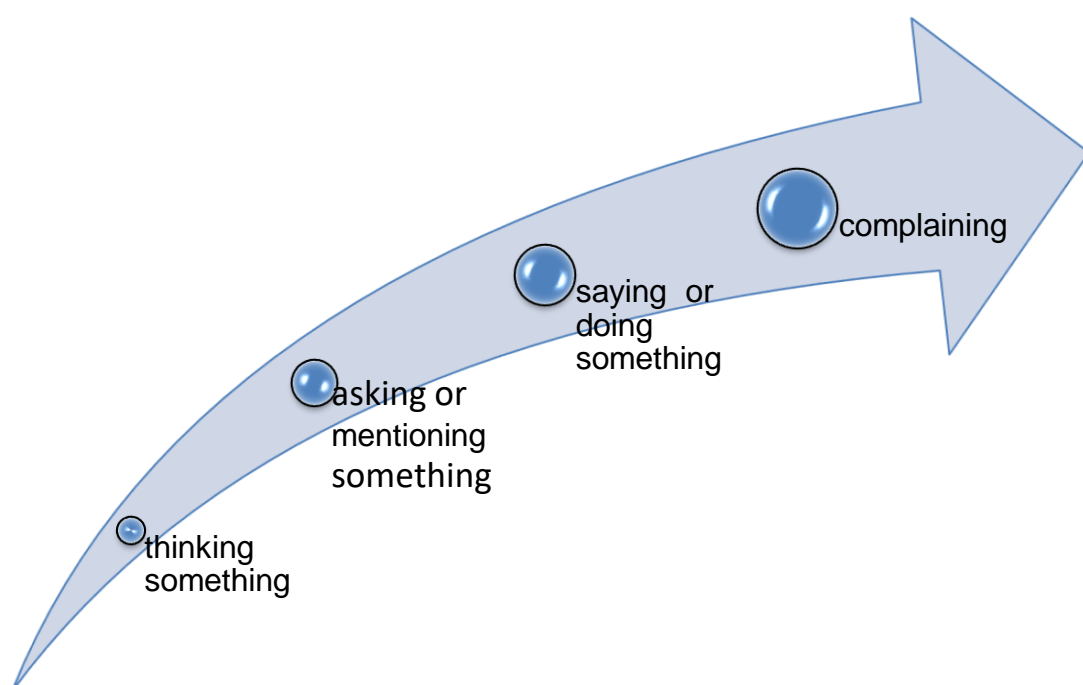 complaining
saying or
doing
something
asking or
mentioning
something
thinking
something